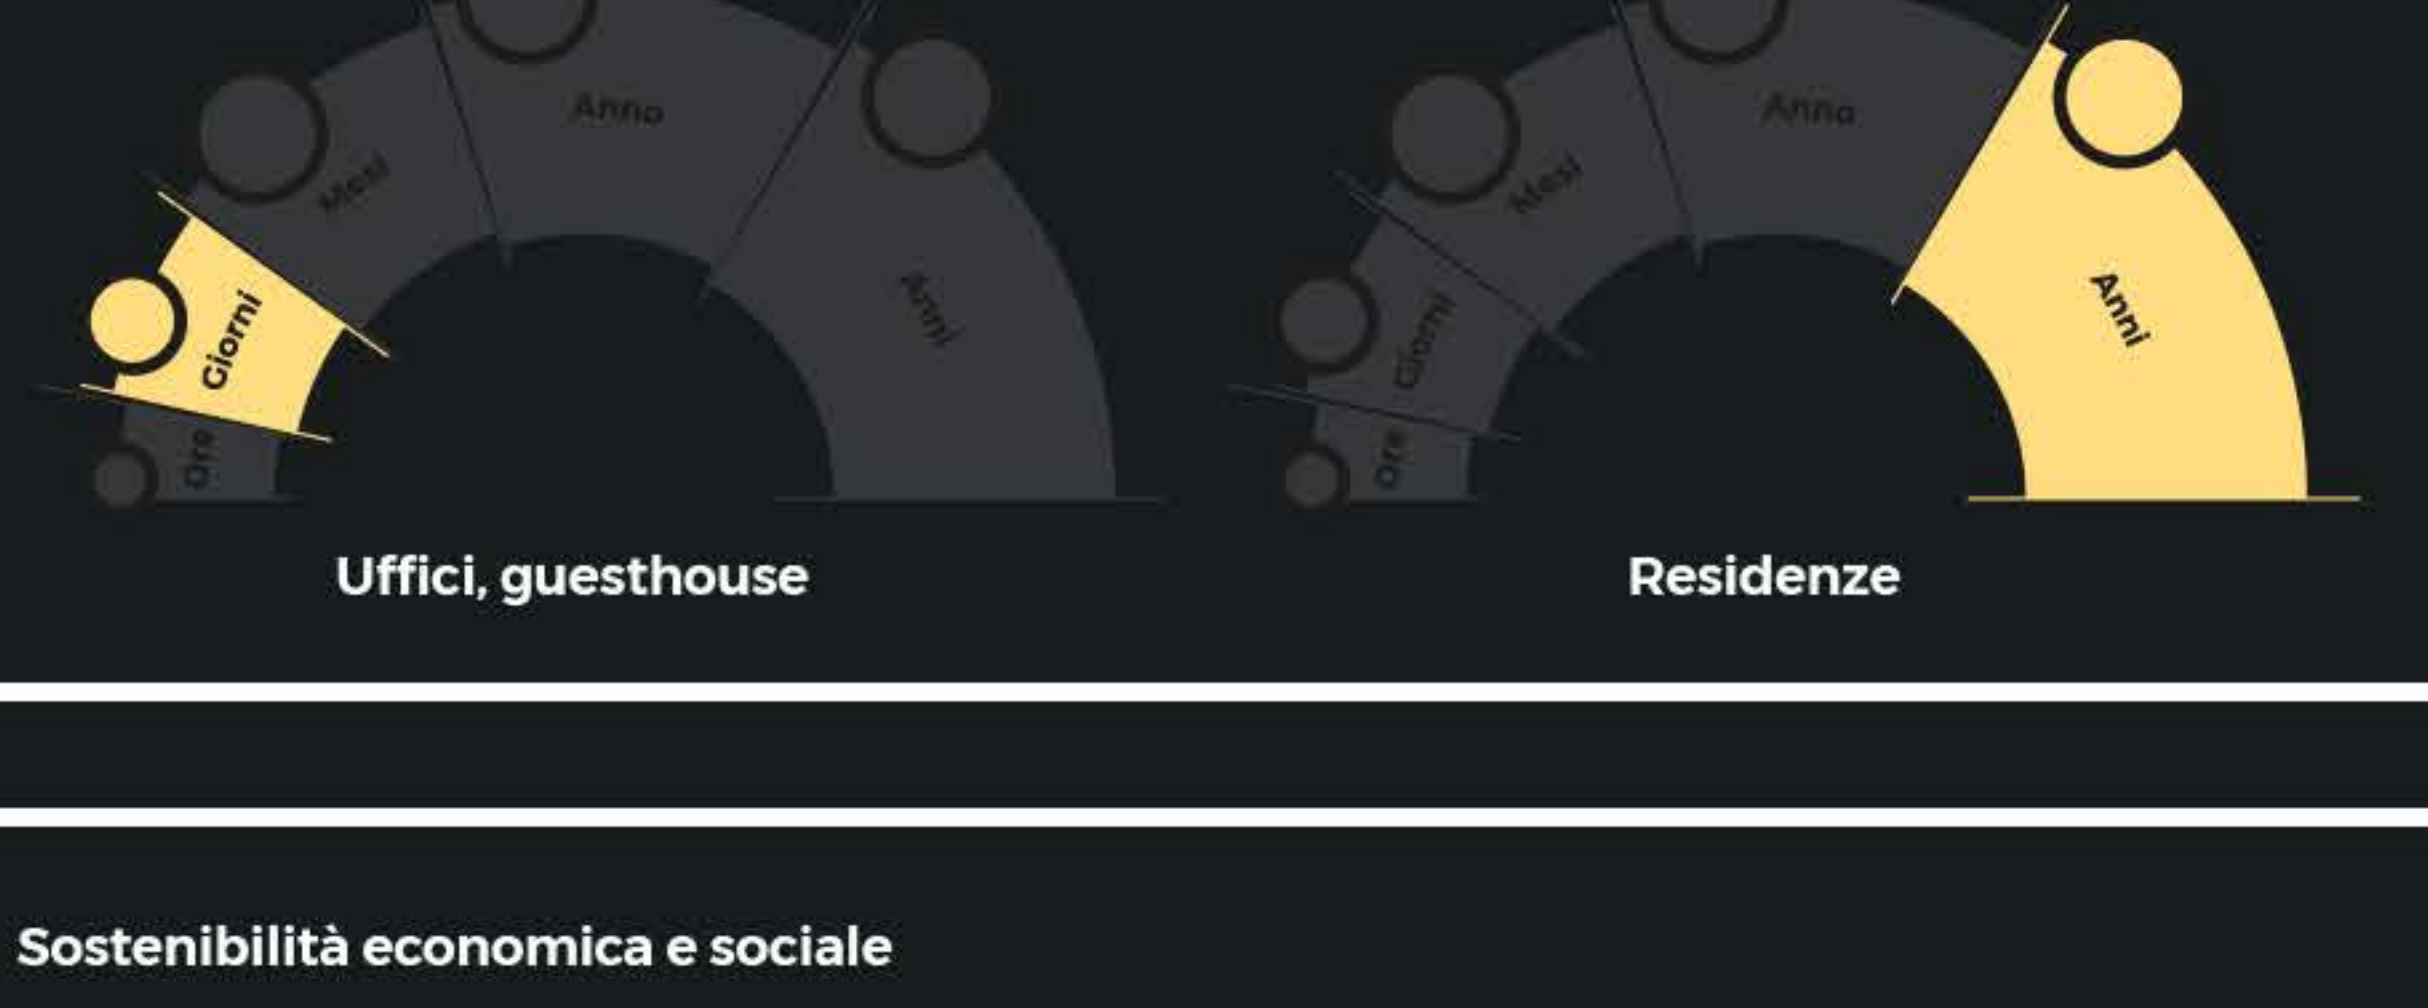 Anno
Mesi
Giorni
Ore
Anni
Anno
Mesi
Giorni
Ore
Anni
Uffici, guesthouse
Residenze
Sostenibilità economica e sociale